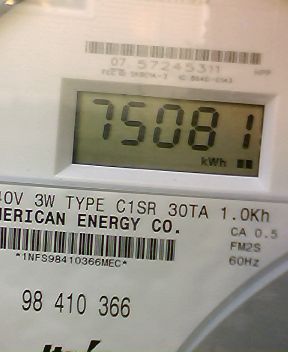 07. 57245311
75081
kWh
40V 3W TYPE C1SR 30TA 1.0Kh
MERICAN ENERGY CO.
CA 0.5
FM2S
*1NFS98410366MEC*
60Hz
98 410 366